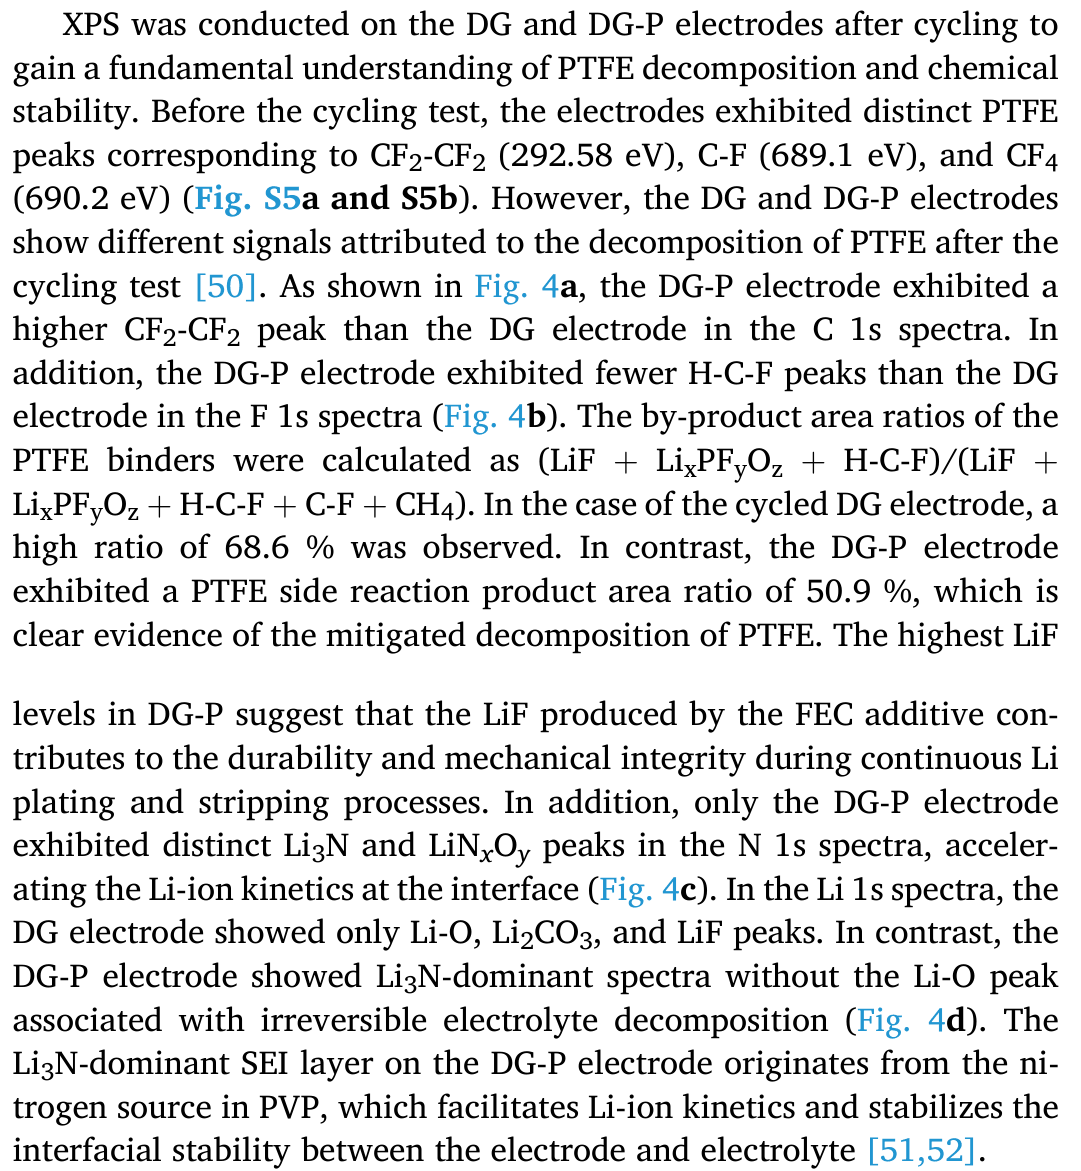 XPS was conducted on the DG and DG-P electrodes after cycling to
gain a fundamental understanding of PTFE decomposition and chemical
stability. Before the cycling test, the electrodes exhibited distinct PTFE
peaks corresponding to CF₂-CF₂ (292.58 eV), C-F (689.1 eV), and CF₄
(690.2 eV) (Fig. S5a and S5b). However, the DG and DG-P electrodes
show different signals attributed to the decomposition of PTFE after the
cycling test [50]. As shown in Fig. 4a, the DG-P electrode exhibited a
higher CF₂-CF₂ peak than the DG electrode in the C 1s spectra. In
addition, the DG-P electrode exhibited fewer H-C-F peaks than the DG
electrode in the F 1s spectra (Fig. 4b). The by-product area ratios of the
PTFE binders were calculated as (LiF + LiₓPF_yO_z + H-C-F)/(LiF +
LiₓPF_yO_z + H-C-F + C-F + CH₄). In the case of the cycled DG electrode, a
high ratio of 68.6 % was observed. In contrast, the DG-P electrode
exhibited a PTFE side reaction product area ratio of 50.9 %, which is
clear evidence of the mitigated decomposition of PTFE. The highest LiF
levels in DG-P suggest that the LiF produced by the FEC additive con-
tributes to the durability and mechanical integrity during continuous Li
plating and stripping processes. In addition, only the DG-P electrode
exhibited distinct Li₃N and LiNₓO_y peaks in the N 1s spectra, acceler-
ating the Li-ion kinetics at the interface (Fig. 4c). In the Li 1s spectra, the
DG electrode showed only Li-O, Li₂CO₃, and LiF peaks. In contrast, the
DG-P electrode showed Li₃N-dominant spectra without the Li-O peak
associated with irreversible electrolyte decomposition (Fig. 4d). The
Li₃N-dominant SEI layer on the DG-P electrode originates from the ni-
trogen source in PVP, which facilitates Li-ion kinetics and stabilizes the
interfacial stability between the electrode and electrolyte [51,52].